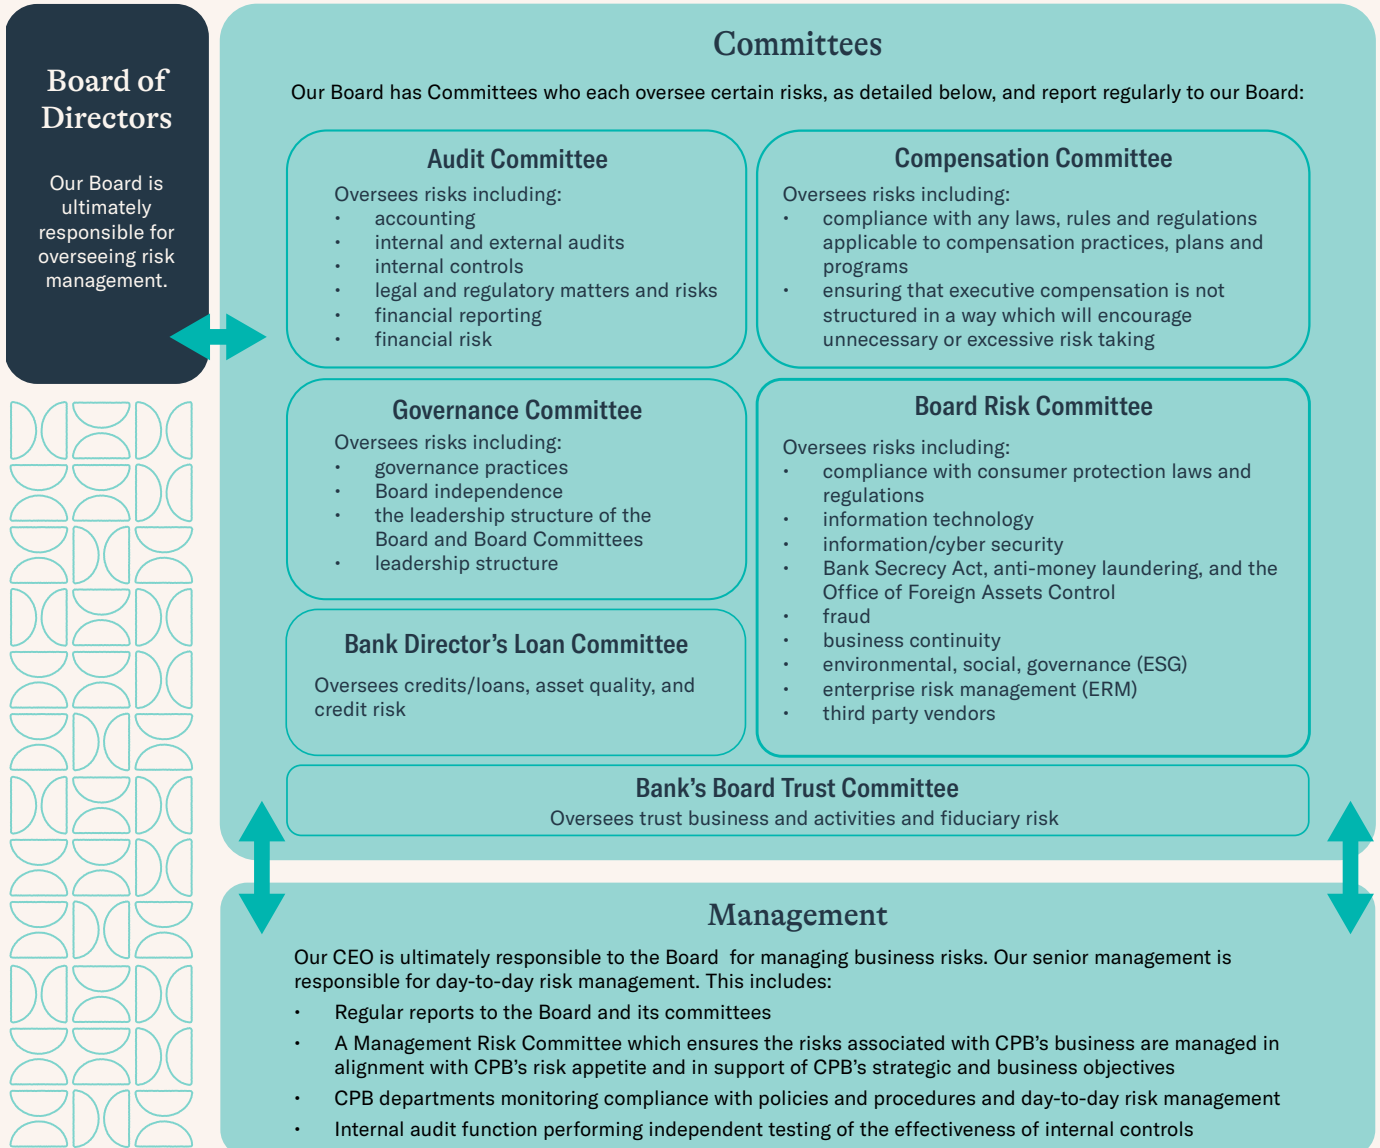 Board of
Directors
Our Board is
ultimately
responsible for
overseeing risk
management.
Committees
Our Board has Committees who each oversee certain risks, as detailed below, and report regularly to our Board:
Audit Committee
Oversees risks including:
• accounting
• internal and external audits
• internal controls
• legal and regulatory matters and risks
• financial reporting
• financial risk
Compensation Committee
Oversees risks including:
• compliance with any laws, rules and regulations
applicable to compensation practices, plans and
programs
• ensuring that executive compensation is not
structured in a way which will encourage
unnecessary or excessive risk taking
Governance Committee
Oversees risks including:
• governance practices
• Board independence
• the leadership structure of the
Board and Board Committees
• leadership structure
Board Risk Committee
Oversees risks including:
• compliance with consumer protection laws and
regulations
• information technology
• information/cyber security
• Bank Secrecy Act, anti-money laundering, and the
Office of Foreign Assets Control
• fraud
• business continuity
• environmental, social, governance (ESG)
• enterprise risk management (ERM)
• third party vendors
Bank Director’s Loan Committee
Oversees credits/loans, asset quality, and
credit risk
Bank’s Board Trust Committee
Oversees trust business and activities and fiduciary risk
Management
Our CEO is ultimately responsible to the Board for managing business risks. Our senior management is
responsible for day-to-day risk management. This includes:
• Regular reports to the Board and its committees
• A Management Risk Committee which ensures the risks associated with CPB’s business are managed in
alignment with CPB’s risk appetite and in support of CPB’s strategic and business objectives
• CPB departments monitoring compliance with policies and procedures and day-to-day risk management
• Internal audit function performing independent testing of the effectiveness of internal controls